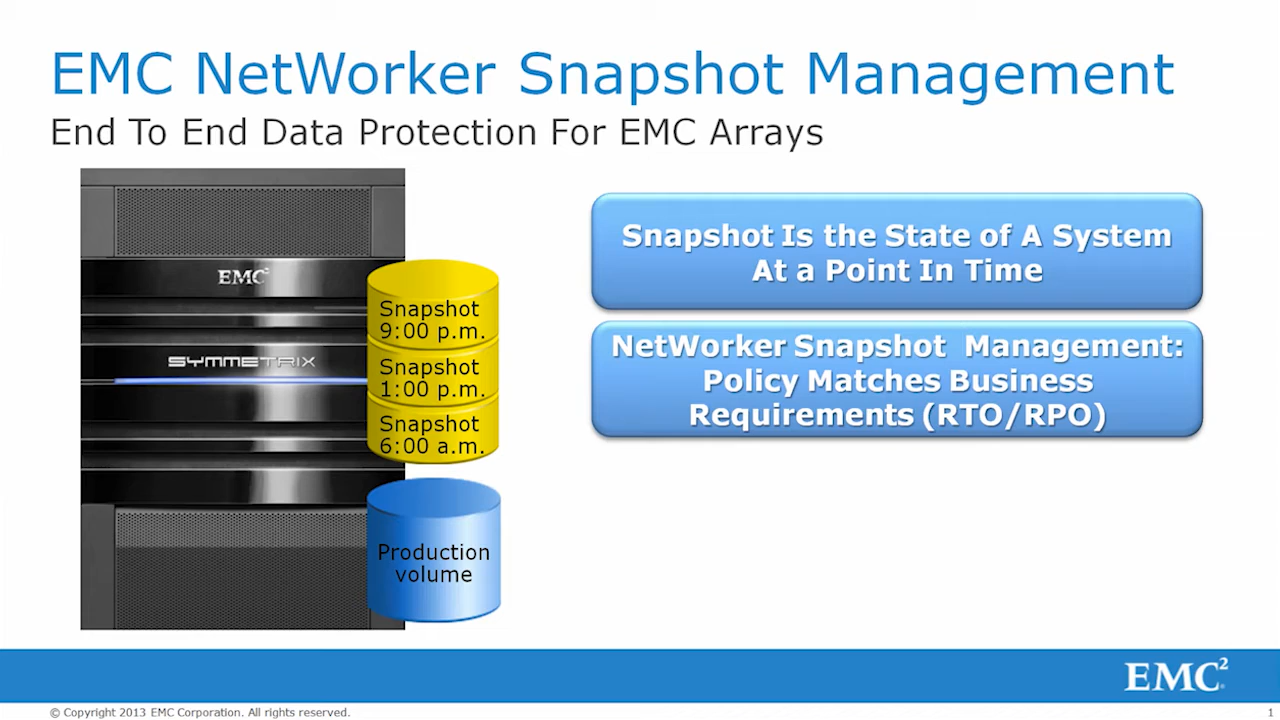 EMC NetWorker Snapshot Management
End To End Data Protection For EMC Arrays
EMC²
SYMMETRIX
Snapshot
9:00 p.m.
Snapshot
1:00 p.m.
Snapshot
6:00 a.m.
Production
volume
Snapshot Is the State of A System
At a Point In Time
NetWorker Snapshot  Management:
Policy Matches Business
Requirements (RTO/RPO)
EMC²
© Copyright 2013 EMC Corporation. All rights reserved.
1